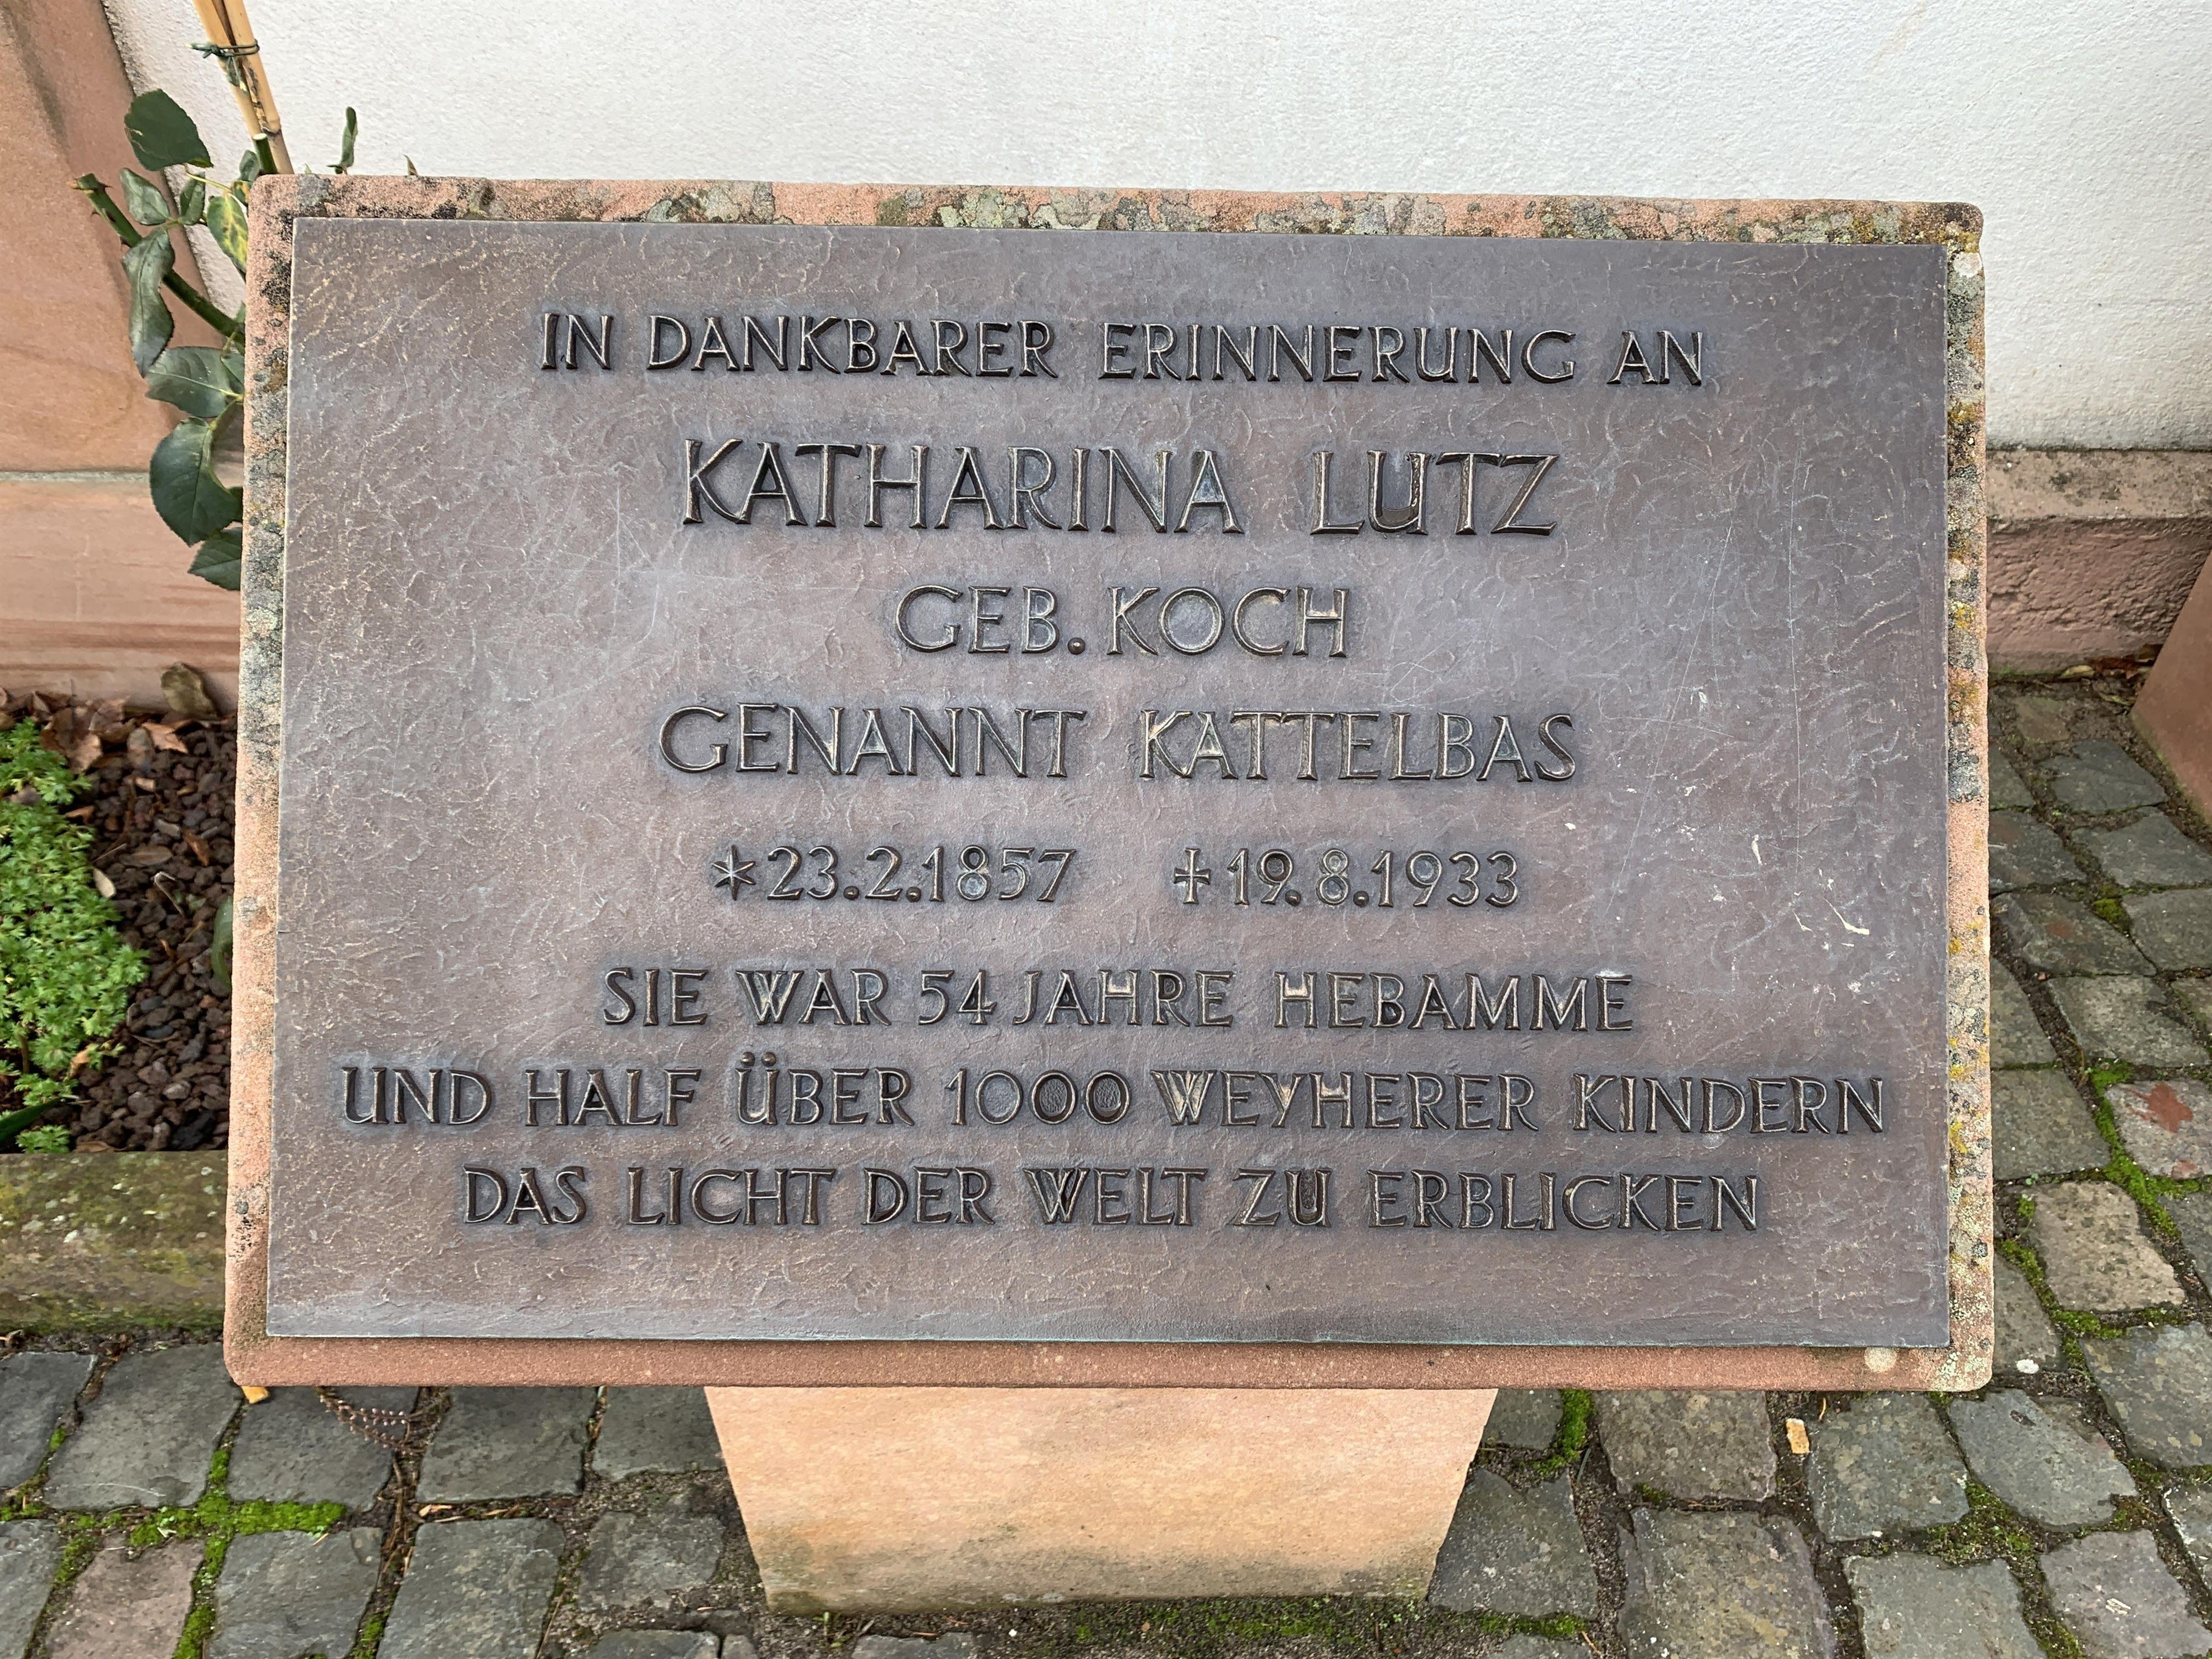 IN DANKBARER ERINNERUNG AN
KATHARINA LUTZ
GEB. KOCH
GENANNT KATTELBAS
*23.2.1857 ✝19.8.1933
SIE WAR 54 JAHRE HEBAMME
UND HALF ÜBER 1000 WEYHERER KINDERN
DAS LICHT DER WELT ZU ERBLICKEN